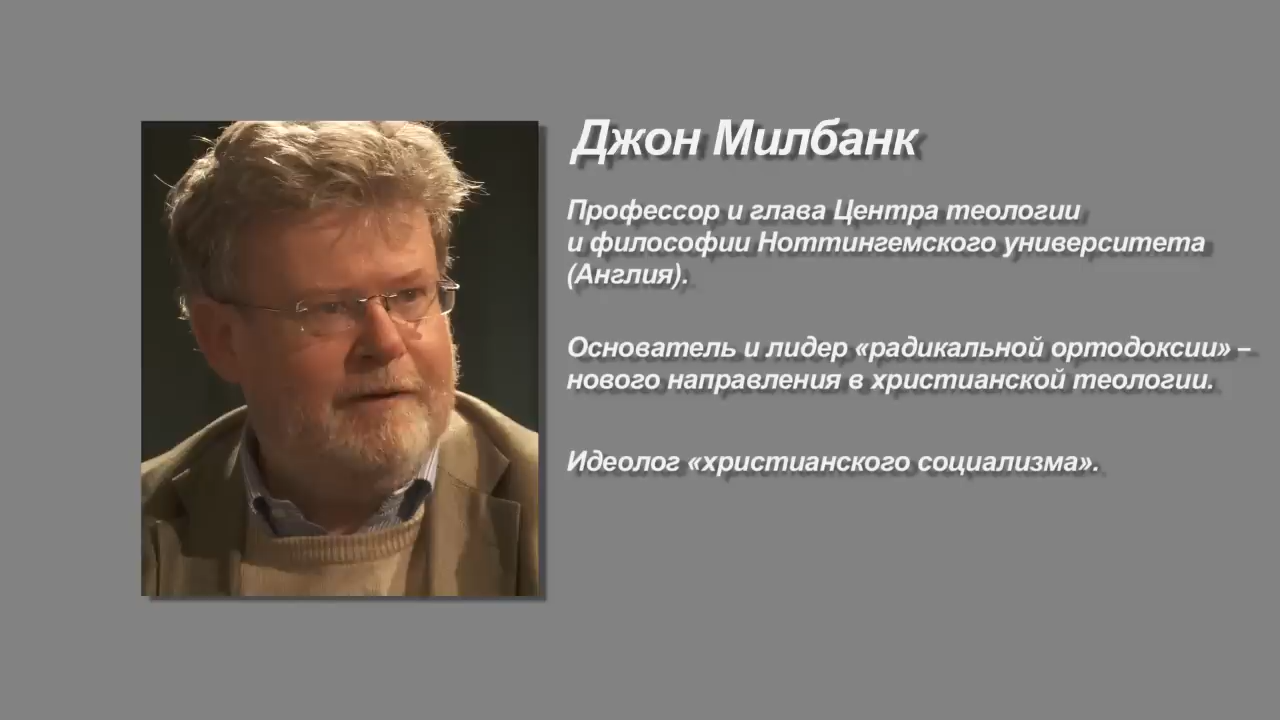 Джон Милбанк
Профессор и глава Центра теологии
и философии Ноттингемского университета
(Англия).
Основатель и лидер «радикальной ортодоксии» –
нового направления в христианской теологии.
Идеолог «христианского социализма».